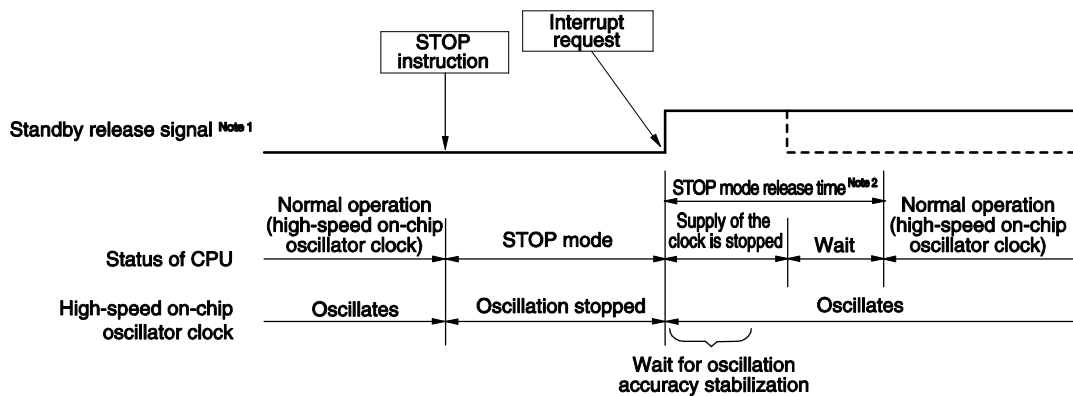 Interrupt
request
STOP
instruction
Standby release signal Note 1
STOP mode release time Note 2
Normal operation
(high-speed on-chip
oscillator clock)
Status of CPU
STOP mode
Supply of the
clock is stopped
Wait
Normal operation
(high-speed on-chip
oscillator clock)
High-speed on-chip
oscillator clock
Oscillates
Oscillation stopped
Oscillates
Wait for oscillation
accuracy stabilization